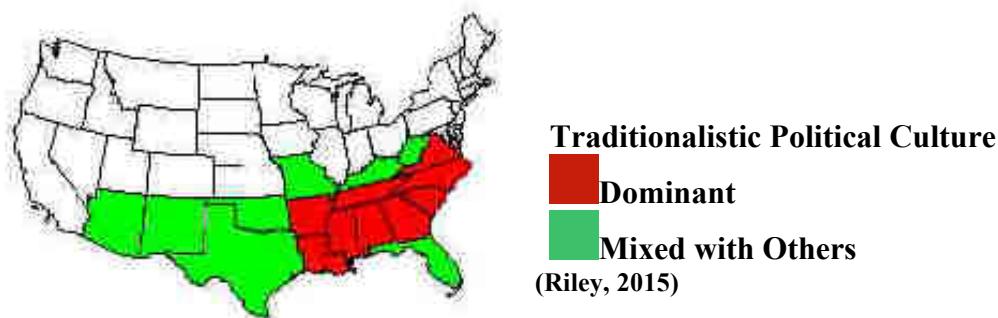 Traditionalistic Political Culture
Dominant
Mixed with Others
(Riley, 2015)